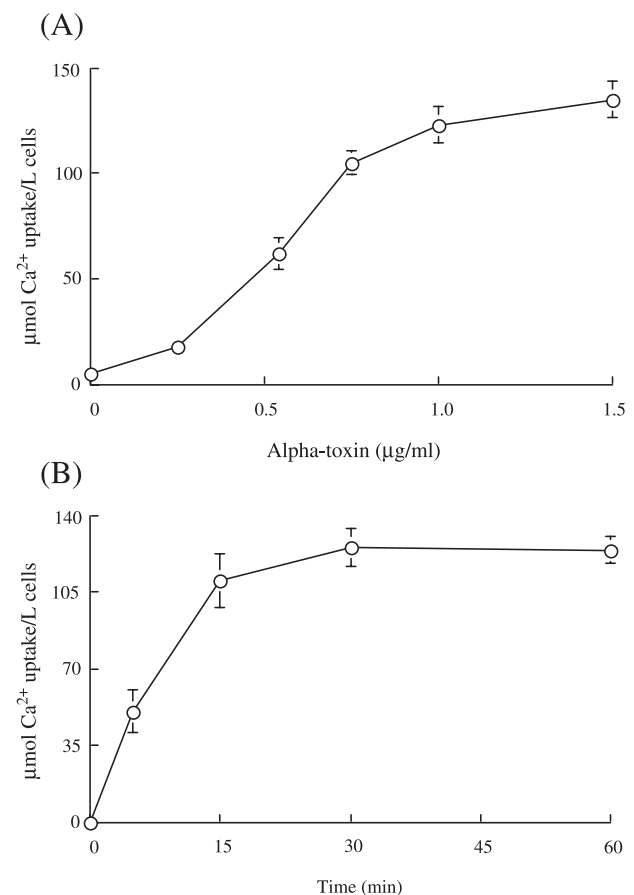 (A)
150
100
50
0
μmol Ca²⁺ uptake/L cells
0 0.5 1.0 1.5
Alpha-toxin (μg/ml)
(B)
140
105
70
35
0
μmol Ca²⁺ uptake/L cells
0 15 30 45 60
Time (min)